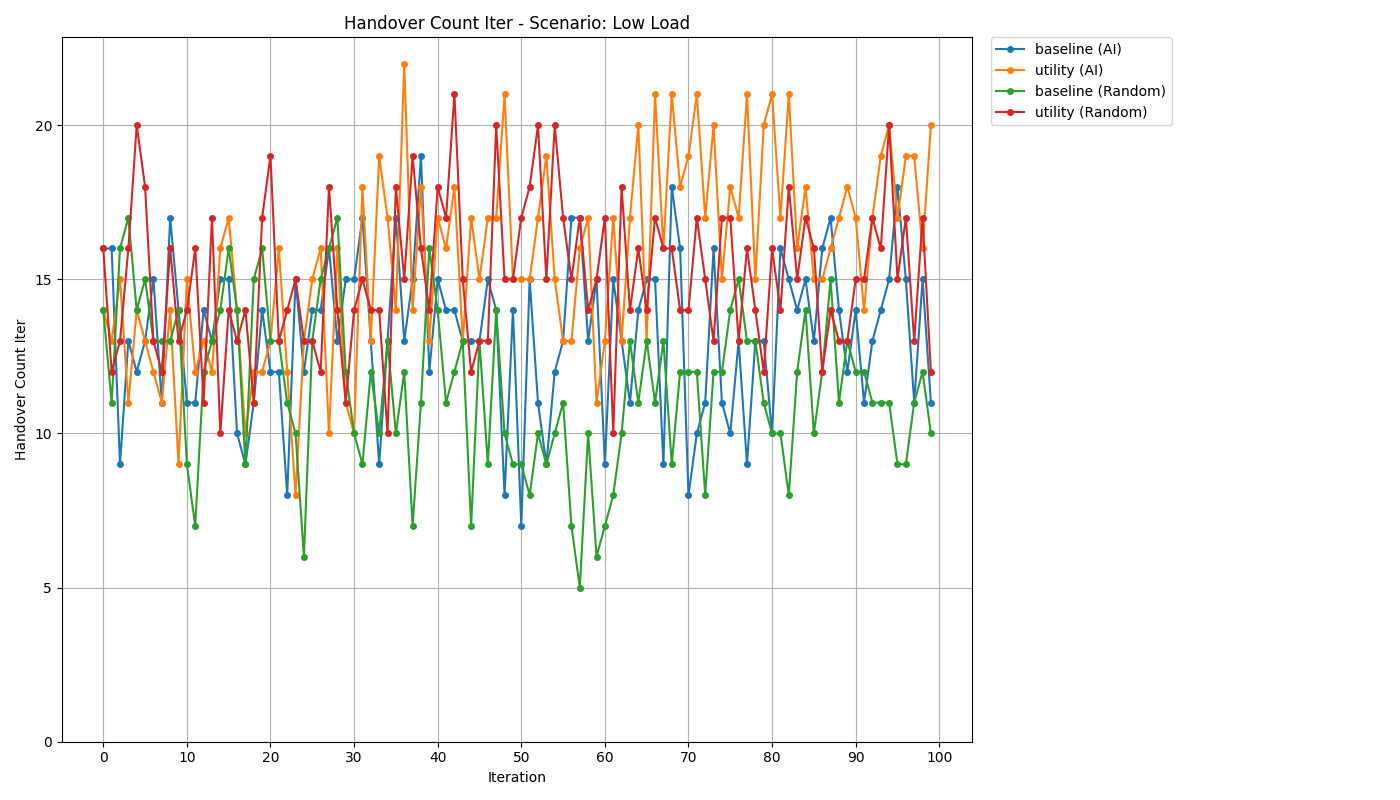 Handover Count Iter - Scenario: Low Load
baseline (AI)
utility (AI)
baseline (Random)
utility (Random)
Handover Count Iter
20
15
10
5
0
0 10 20 30 40 50 60 70 80 90 100
Iteration